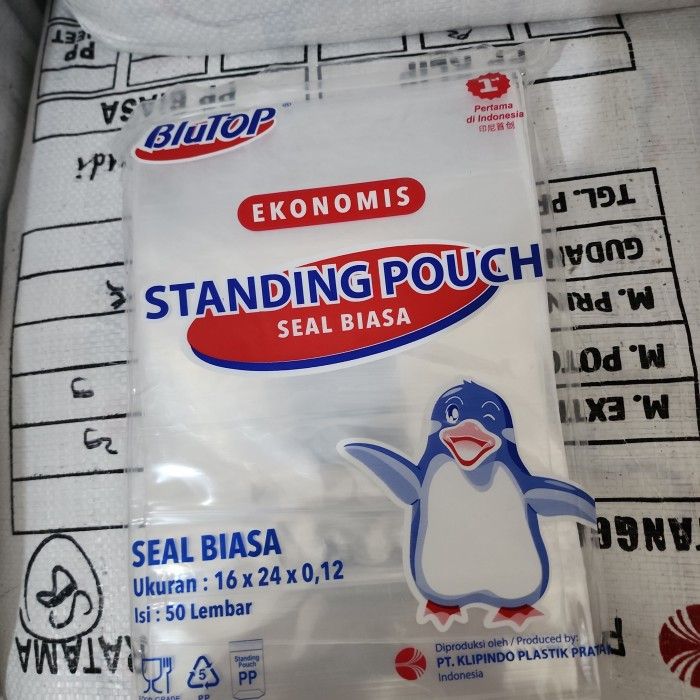 BluTOP®
1
Pertama
di Indonesia
印尼首创
EKONOMIS
STANDING POUCH
SEAL BIASA
SEAL BIASA
Ukuran : 16 x 24 x 0,12
Isi : 50 Lembar
5
PP
Standing
Pouch
PP
Diproduksi oleh / Produced by:
PT. KLIPINDO PLASTIK PRATAMA
Indonesia
PP BIASA
TGL. PR
GUDAN
M. PRIN
M. POTO
M. EXT
RATAMA